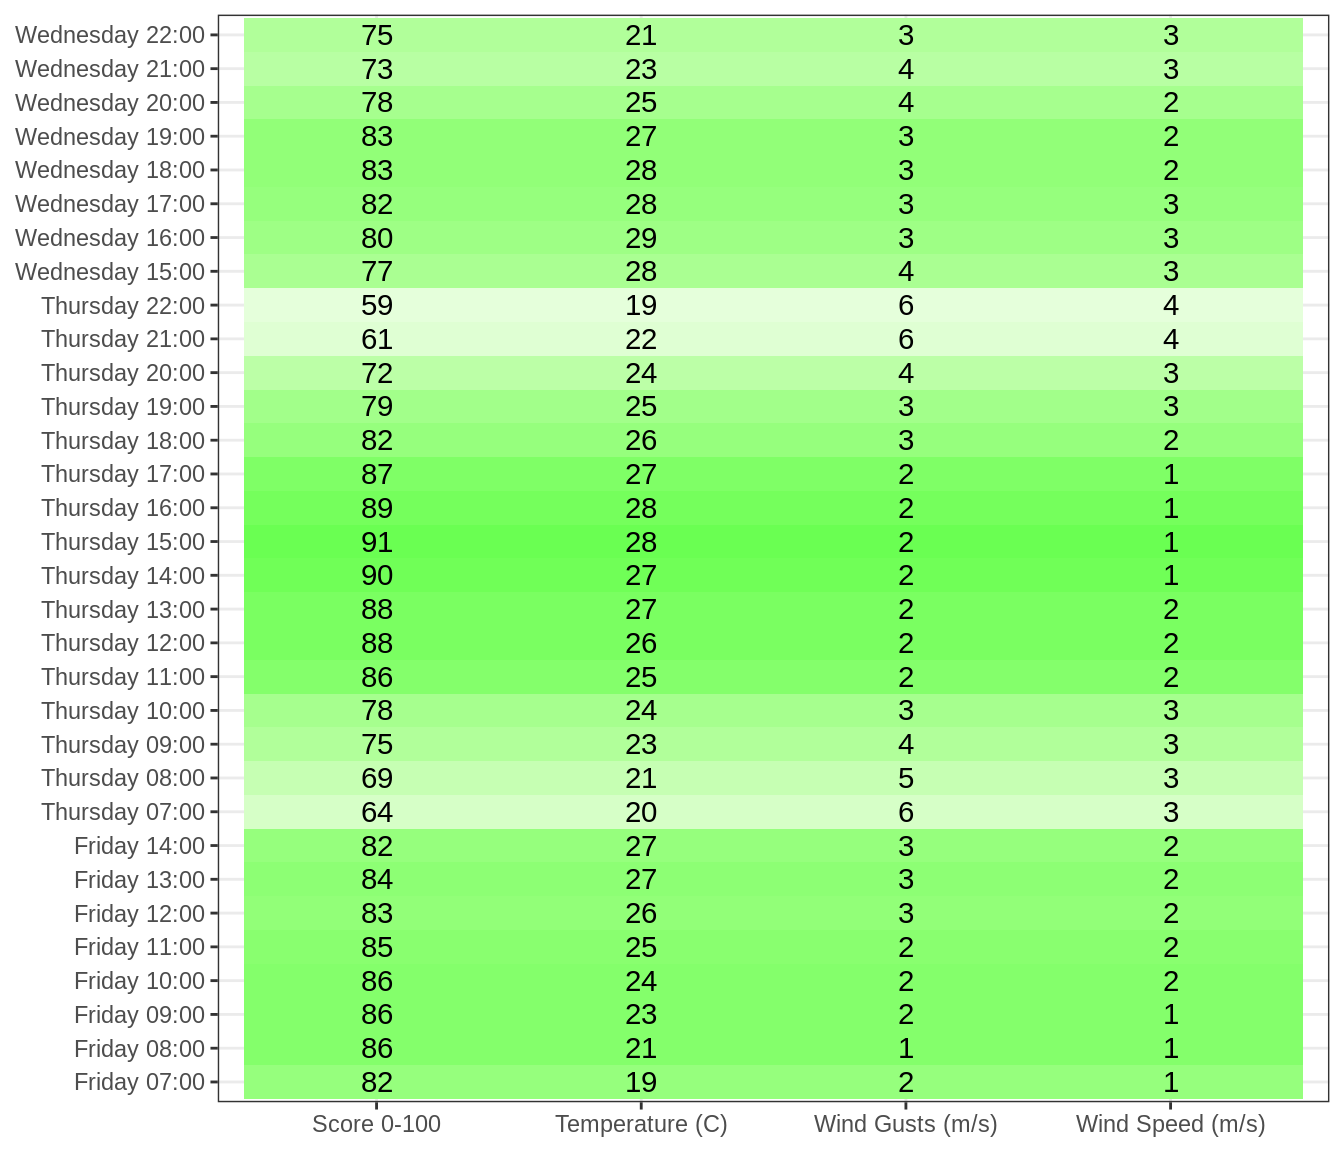 Wednesday 22:00 75 21 3 3
Wednesday 21:00 73 23 4 3
Wednesday 20:00 78 25 4 2
Wednesday 19:00 83 27 3 2
Wednesday 18:00 83 28 3 2
Wednesday 17:00 82 28 3 3
Wednesday 16:00 80 29 3 3
Wednesday 15:00 77 28 4 3
Thursday 22:00 59 19 6 4
Thursday 21:00 61 22 6 4
Thursday 20:00 72 24 4 3
Thursday 19:00 79 25 3 3
Thursday 18:00 82 26 3 2
Thursday 17:00 87 27 2 1
Thursday 16:00 89 28 2 1
Thursday 15:00 91 28 2 1
Thursday 14:00 90 27 2 1
Thursday 13:00 88 27 2 2
Thursday 12:00 88 26 2 2
Thursday 11:00 86 25 2 2
Thursday 10:00 78 24 3 3
Thursday 09:00 75 23 4 3
Thursday 08:00 69 21 5 3
Thursday 07:00 64 20 6 3
Friday 14:00 82 27 3 2
Friday 13:00 84 27 3 2
Friday 12:00 83 26 3 2
Friday 11:00 85 25 2 2
Friday 10:00 86 24 2 2
Friday 09:00 86 23 2 1
Friday 08:00 86 21 1 1
Friday 07:00 82 19 2 1
Score 0-100 Temperature (C) Wind Gusts (m/s) Wind Speed (m/s)